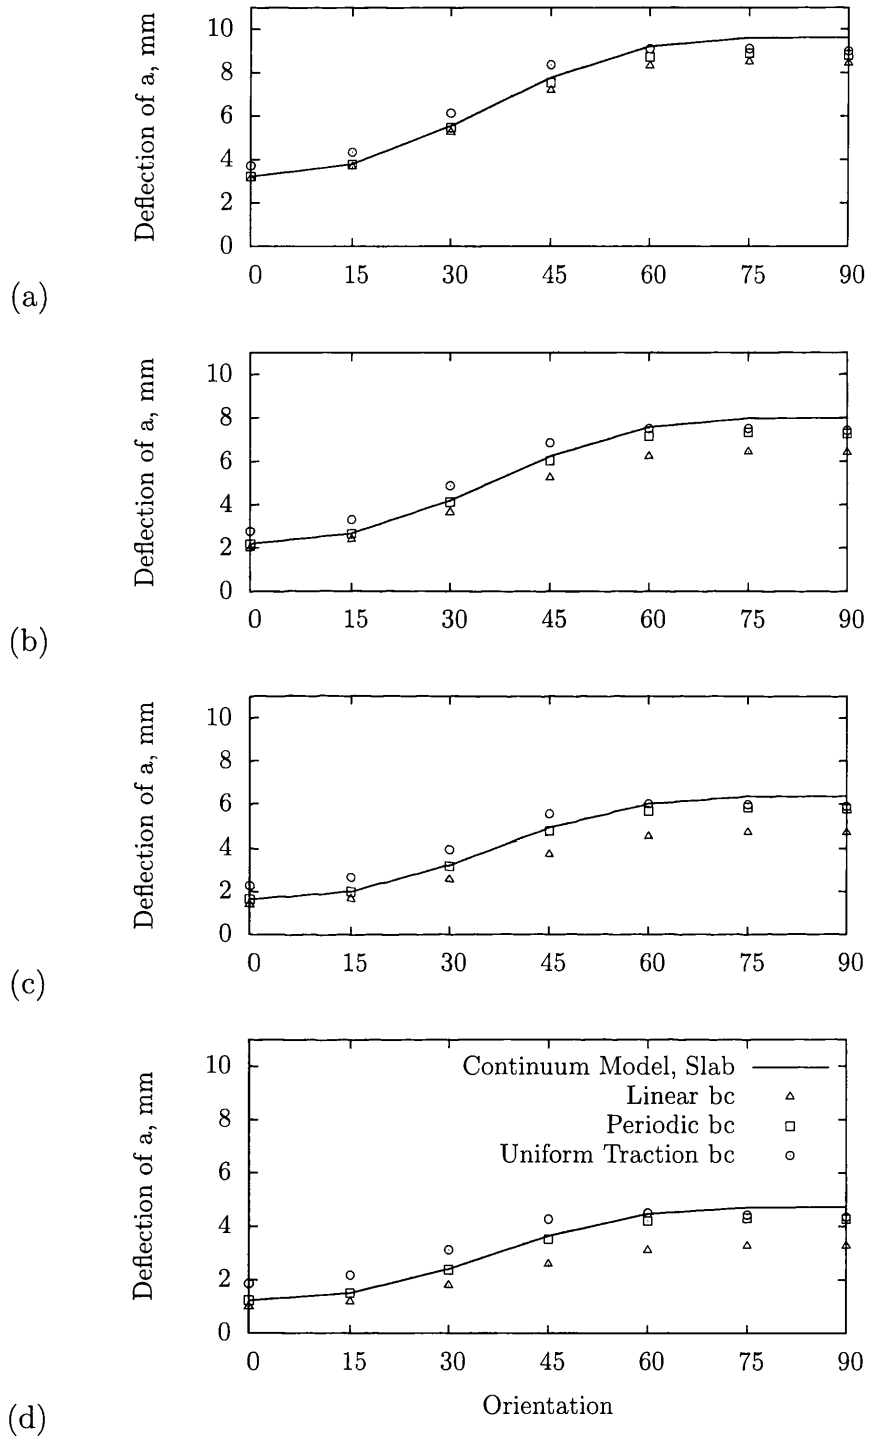 Deflection of a, mm
10
8
6
4
2
0
0 15 30 45 60 75 90
(a)
Deflection of a, mm
10
8
6
4
2
0
0 15 30 45 60 75 90
(b)
Deflection of a, mm
10
8
6
4
2
0
0 15 30 45 60 75 90
(c)
Deflection of a, mm
10
8
6
4
2
0
Continuum Model, Slab
Linear bc
Periodic bc
Uniform Traction bc
0 15 30 45 60 75 90
Orientation
(d)